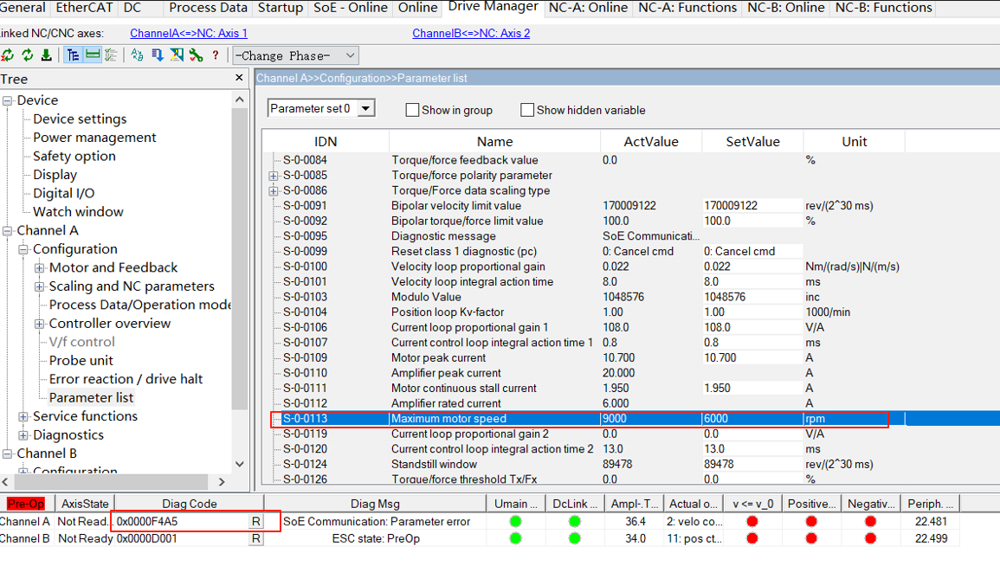 General EtherCAT DC Process Data Startup SoE - Online Online Drive Manager NC-A: Online NC-A: Functions NC-B: Online NC-B: Functions
inked NC/CNC axes: ChannelA<=>NC: Axis 1 ChannelB<=>NC: Axis 2
? -Change Phase-
Tree ×
Channel A>>Configuration>>Parameter list
Device
Device settings
Power management
Safety option
Display
Digital I/O
Watch window
Channel A
Configuration
Motor and Feedback
Scaling and NC parameters
Process Data/Operation mode
Controller overview
V/f control
Probe unit
Error reaction / drive halt
Parameter list
Service functions
Diagnostics
Channel B
Configuration
Parameter set 0 Show in group Show hidden variable
IDN Name ActValue SetValue Unit
S-0-0084 Torque/force feedback value 0.0 %
S-0-0085 Torque/force polarity parameter
S-0-0086 Torque/Force data scaling type
S-0-0091 Bipolar velocity limit value 170009122 170009122 rev/(2^30 ms)
S-0-0092 Bipolar torque/force limit value 100.0 100.0 %
S-0-0095 Diagnostic message SoE Communicati...
S-0-0099 Reset class 1 diagnostic (pc) 0: Cancel cmd 0: Cancel cmd
S-0-0100 Velocity loop proportional gain 0.022 0.022 Nm/(rad/s)|N/(m/s)
S-0-0101 Velocity loop integral action time 8.0 8.0 ms
S-0-0103 Modulo Value 1048576 1048576 inc
S-0-0104 Position loop Kv-factor 1.00 1.00 1000/min
S-0-0106 Current loop proportional gain 1 108.0 108.0 V/A
S-0-0107 Current control loop integral action time 1 0.8 0.8 ms
S-0-0109 Motor peak current 10.700 10.700 A
S-0-0110 Amplifier peak current 20.000 A
S-0-0111 Motor continuous stall current 1.950 1.950 A
S-0-0112 Amplifier rated current 6.000 A
S-0-0113 Maximum motor speed 9000 6000 rpm
S-0-0119 Current loop proportional gain 2 0.0 0.0 V/A
S-0-0120 Current control loop integral action time 2 13.0 13.0 ms
S-0-0124 Standstill window 89478 89478 rev/(2^30 ms)
S-0-0126 Torque/force threshold Tx/Fx 0.0 0.0 %
Pre-Op AxisState Diag Code Diag Msg Umain ... DcLink ... Ampl-.T... Actual o... v <= v_0 Positive... Negativ... Periph. ...
Channel A Not Read.. 0x0000F4A5 R SoE Communication: Parameter error 36.4 2: velo co... 22.481
Channel B Not Ready 0x0000D001 R ESC state: PreOp 34.0 11: pos ct... 22.499